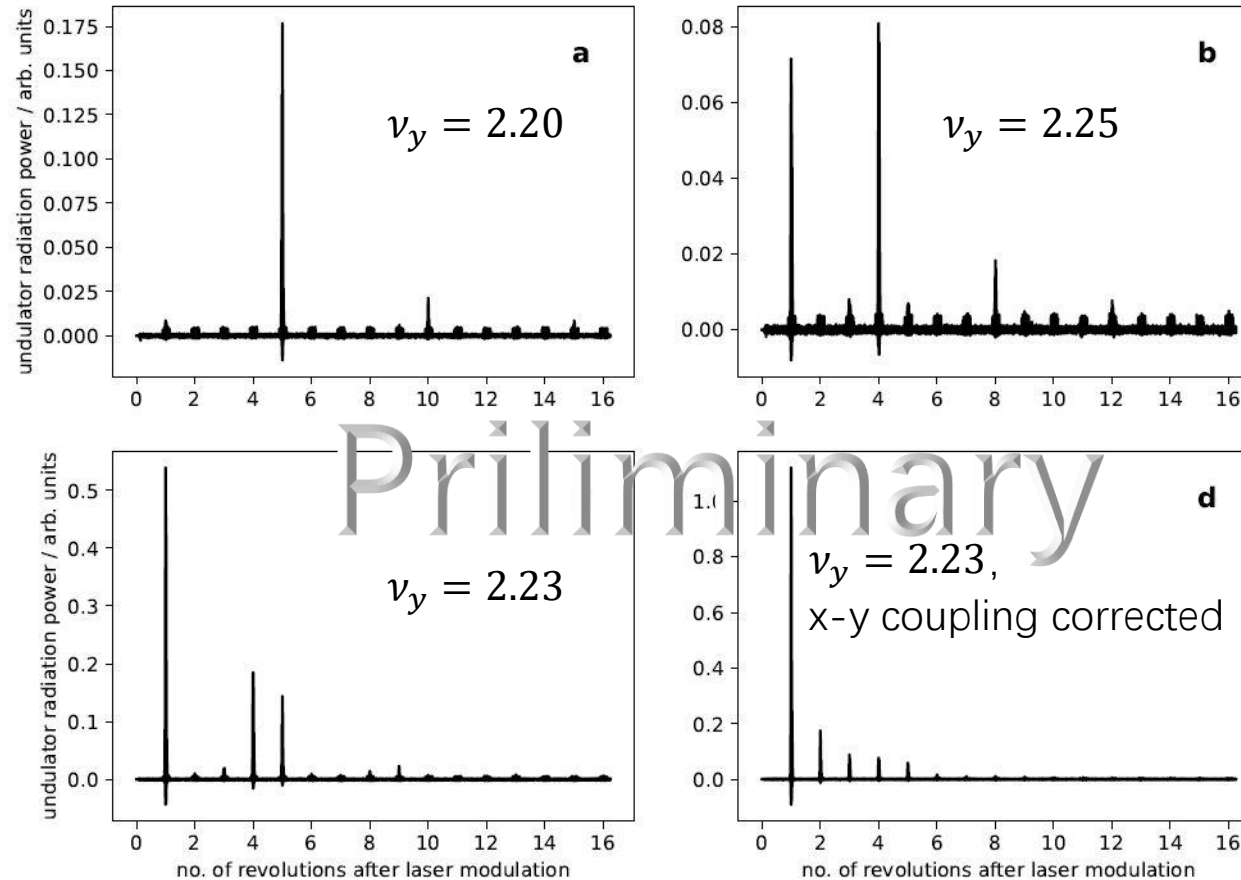 undulator radiation power / arb. units
0.175
0.150
0.125
0.100
0.075
0.050
0.025
0.000
a
ν_y = 2.20
0 2 4 6 8 10 12 14 16
0.08
0.06
0.04
0.02
0.00
b
ν_y = 2.25
0 2 4 6 8 10 12 14 16
Priliminary
undulator radiation power / arb. units
0.5
0.4
0.3
0.2
0.1
0.0
ν_y = 2.23
0 2 4 6 8 10 12 14 16
no. of revolutions after laser modulation
0.8
0.6
0.4
0.2
0.0
d
ν_y = 2.23,
x-y coupling corrected
0 2 4 6 8 10 12 14 16
no. of revolutions after laser modulation